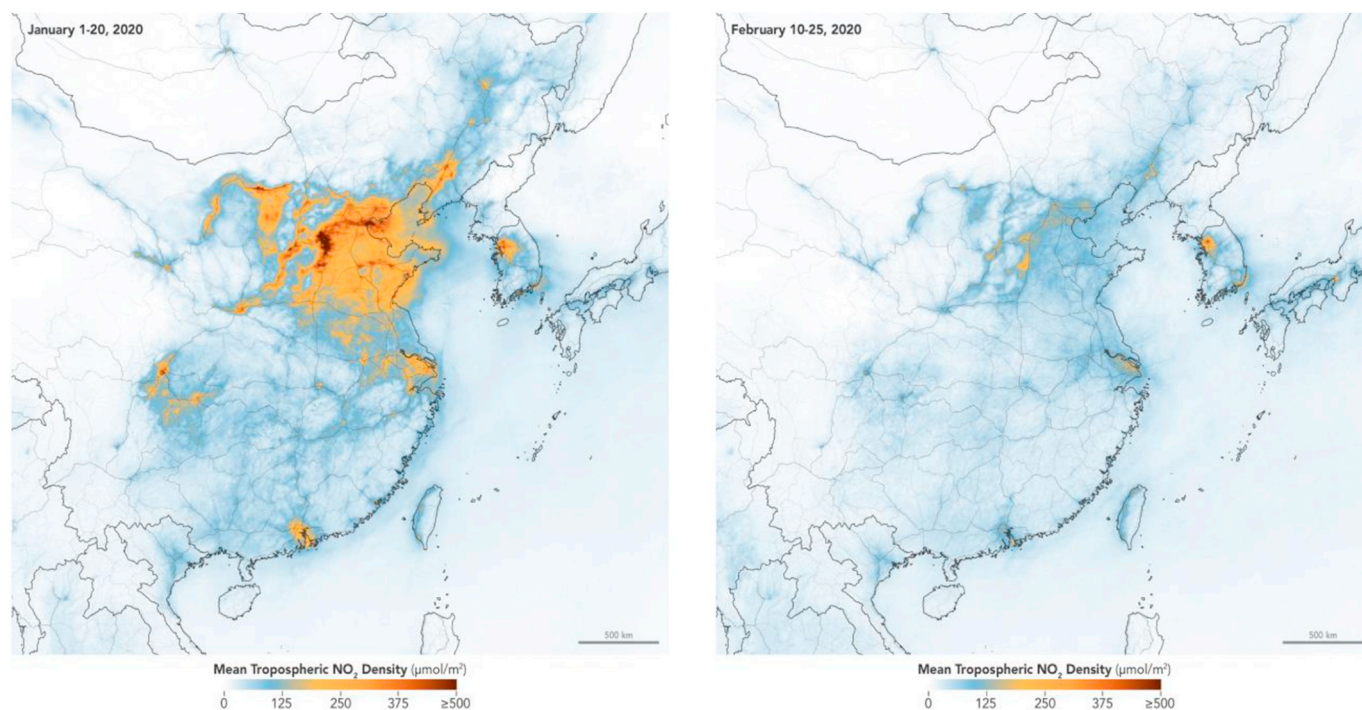 January 1-20, 2020
500 km
Mean Tropospheric NO₂ Density (μmol/m²)
0 125 250 375 ≥500
February 10-25, 2020
500 km
Mean Tropospheric NO₂ Density (μmol/m²)
0 125 250 375 ≥500